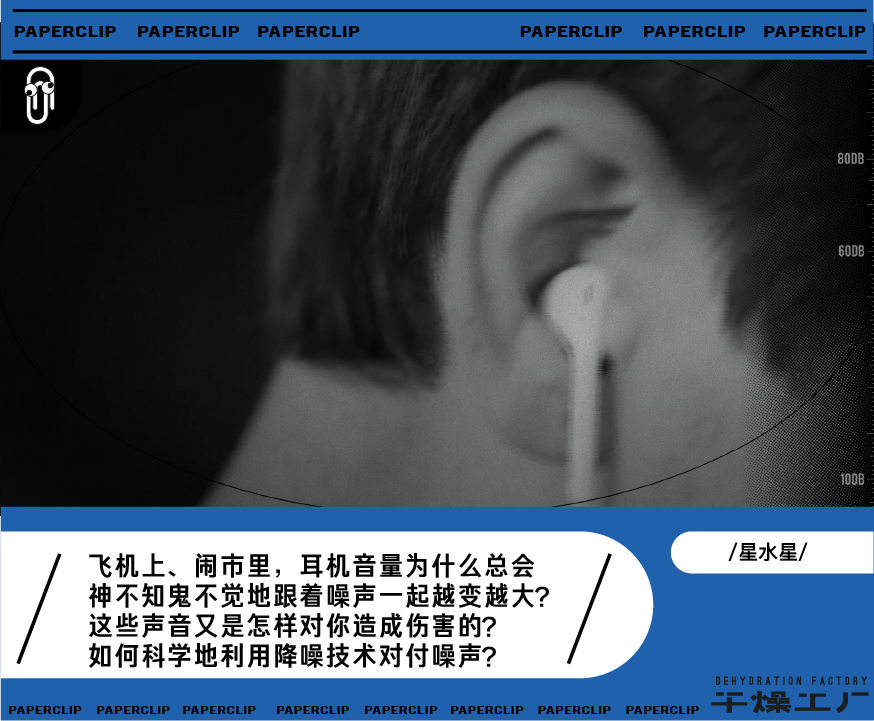 PAPERCLIP PAPERCLIP PAPERCLIP PAPERCLIP PAPERCLIP PAPERCLIP
80DB
60DB
10DB
/星水星/
飞机上、闹市里，耳机音量为什么总会
神不知鬼不觉地跟着噪声一起越变越大?
这些声音又是怎样对你造成伤害的?
如何科学地利用降噪技术对付噪声?
DEHYDRATION FACTORY
干燥工厂
PAPERCLIP PAPERCLIP PAPERCLIP PAPERCLIP PAPERCLIP PAPERCLIP PAPERCLIP PAPERCLIP